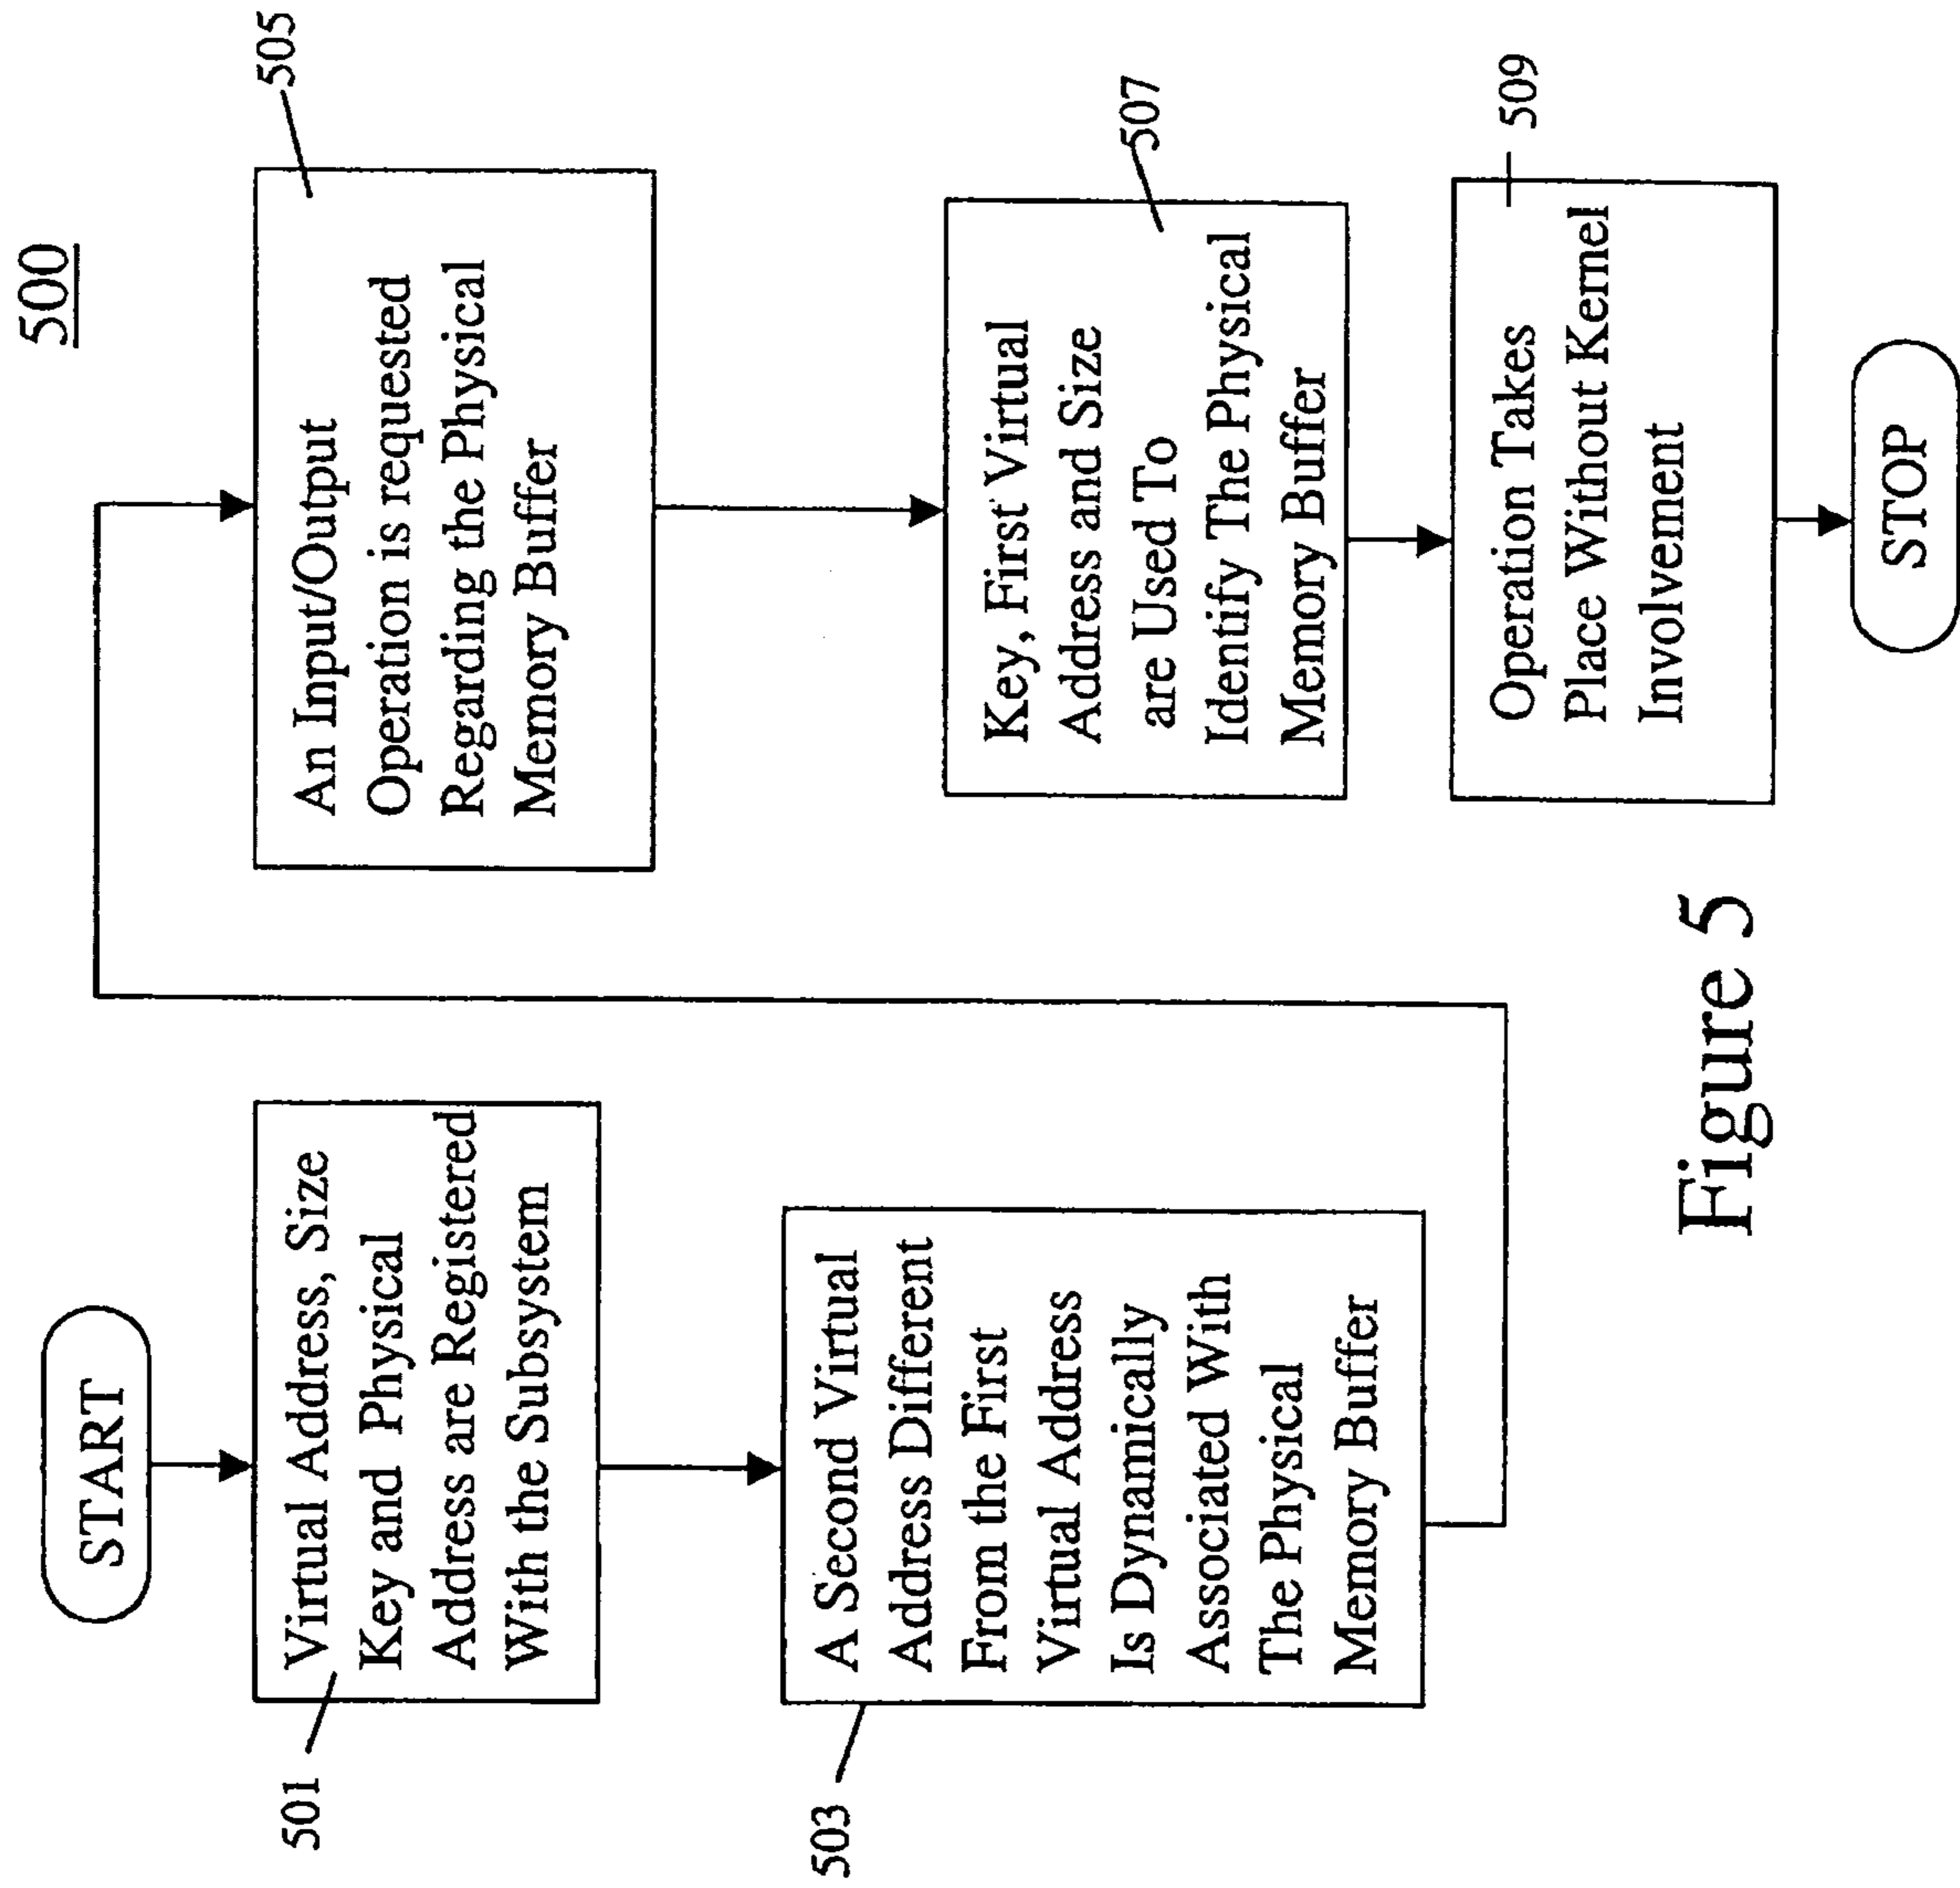 500
START
501
Virtual Address, Size
Key and Physical
Address are Registered
With the Subsystem
503
A Second Virtual
Address Different
From the First
Virtual Address
Is Dynamically
Associated With
The Physical
Memory Buffer
505
An Input/Output
Operation is requested
Regarding the Physical
Memory Buffer
507
Key, First Virtual
Address and Size
are Used To
Identify The Physical
Memory Buffer
509
Operation Takes
Place Without Kernel
Involvement
STOP
Figure 5